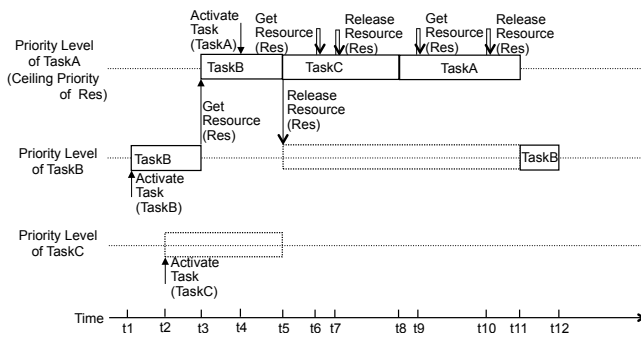 Priority Level
of TaskA
(Ceiling Priority
of Res)
Activate
Task
(TaskA)
Get
Resource
(Res)
Release
Resource
(Res)
Get
Resource
(Res)
Release
Resource
(Res)
TaskB
TaskC
TaskA
Get
Resource
(Res)
Release
Resource
(Res)
Priority Level
of TaskB
TaskB
TaskB
Activate
Task
(TaskB)
Priority Level
of TaskC
Activate
Task
(TaskC)
Time
t1 t2 t3 t4 t5 t6 t7 t8 t9 t10 t11 t12